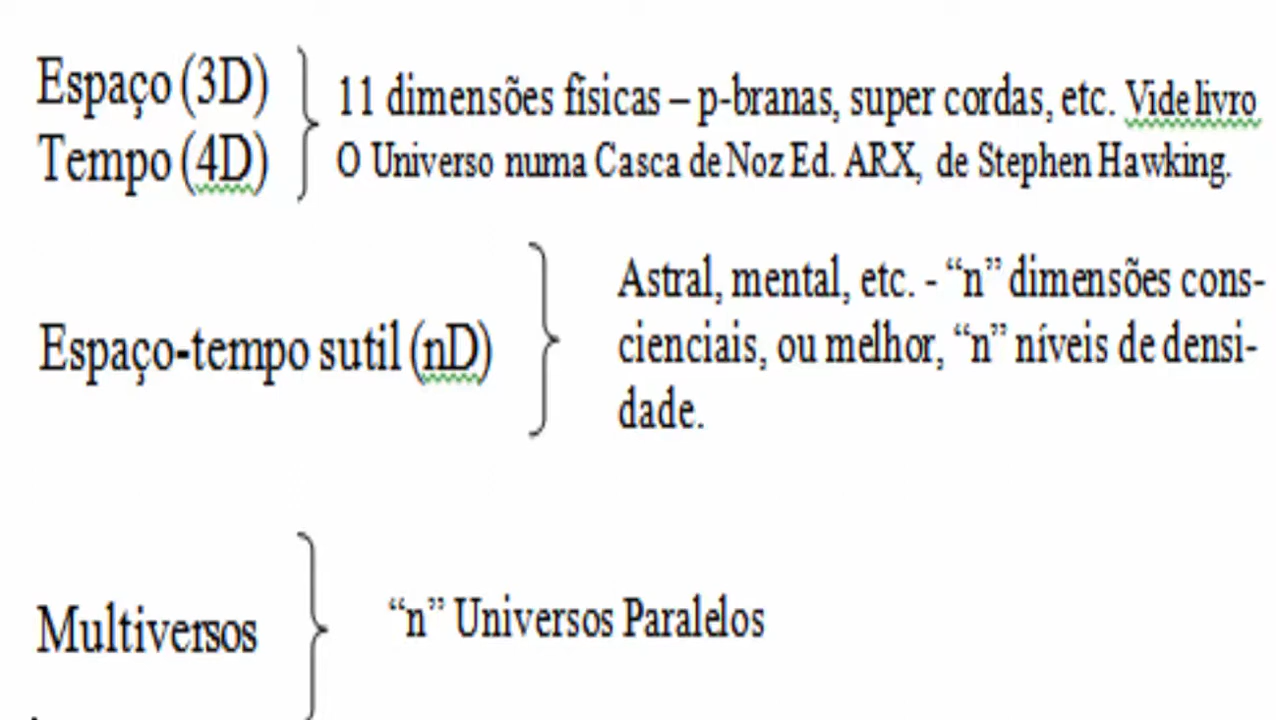 Espaço (3D)
Tempo (4D)
11 dimensões físicas – p-branas, super cordas, etc. Vide livro
O Universo numa Casca de Noz Ed. ARX, de Stephen Hawking.
Espaço-tempo sutil (nD)
Astral, mental, etc. - “n” dimensões cons-
cienciais, ou melhor, “n” níveis de densi-
dade.
Multiversos
“n” Universos Paralelos